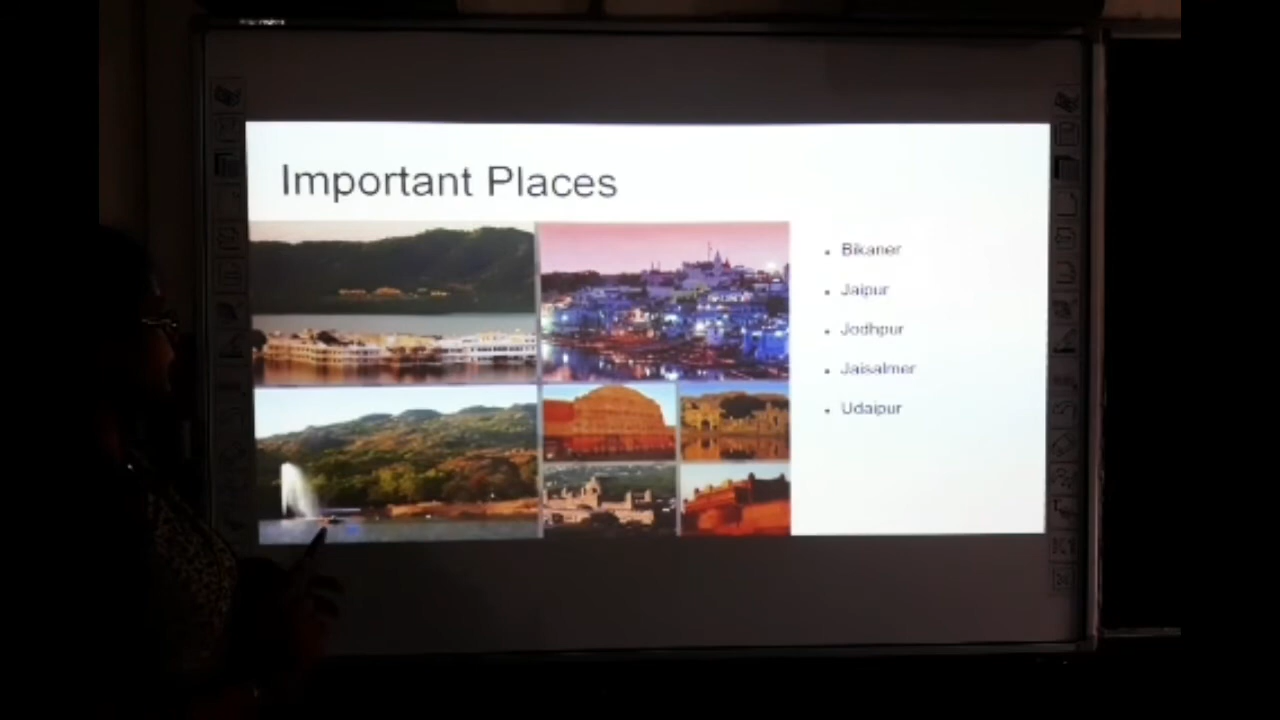 Important Places
Bikaner
Jaipur
Jodhpur
Jaisalmer
Udaipur